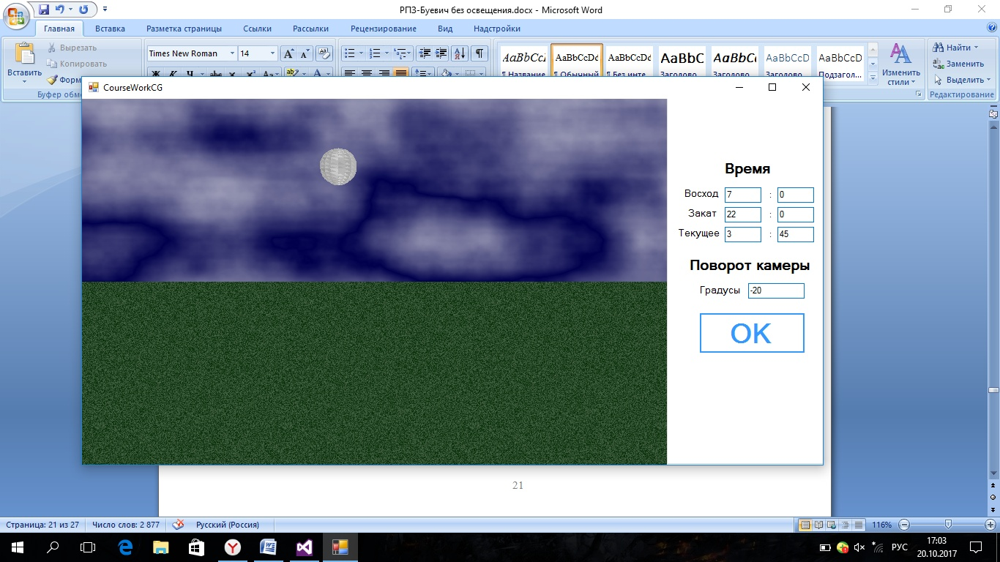 РПЗ-Буевич без освещения.docx - Microsoft Word
Главная Вставка Разметка страницы Ссылки Рассылки Рецензирование Вид Надстройки
Вставить
Вырезать
Копировать
Форм
Буфер обм
Times New Roman 14
Ж К Ч abc x x² Aa
AaBbCcI AaBbCcDd AaBbCcDd AaBbC AaBbCc AaBbCcD AaBbCcD
Название Обычный Без инте... Заголово... Заголово... Заголово... Подзагол...
Изменить стили
Найти
Заменить
Выделить
Редактирование
CourseWorkCG
Время
Восход 7 : 0
Закат 22 : 0
Текущее 3 : 45
Поворот камеры
Градусы -20
OK
21
Страница: 21 из 27 Число слов: 2 877 Русский (Россия) 116%
РУС
17:03
20.10.2017